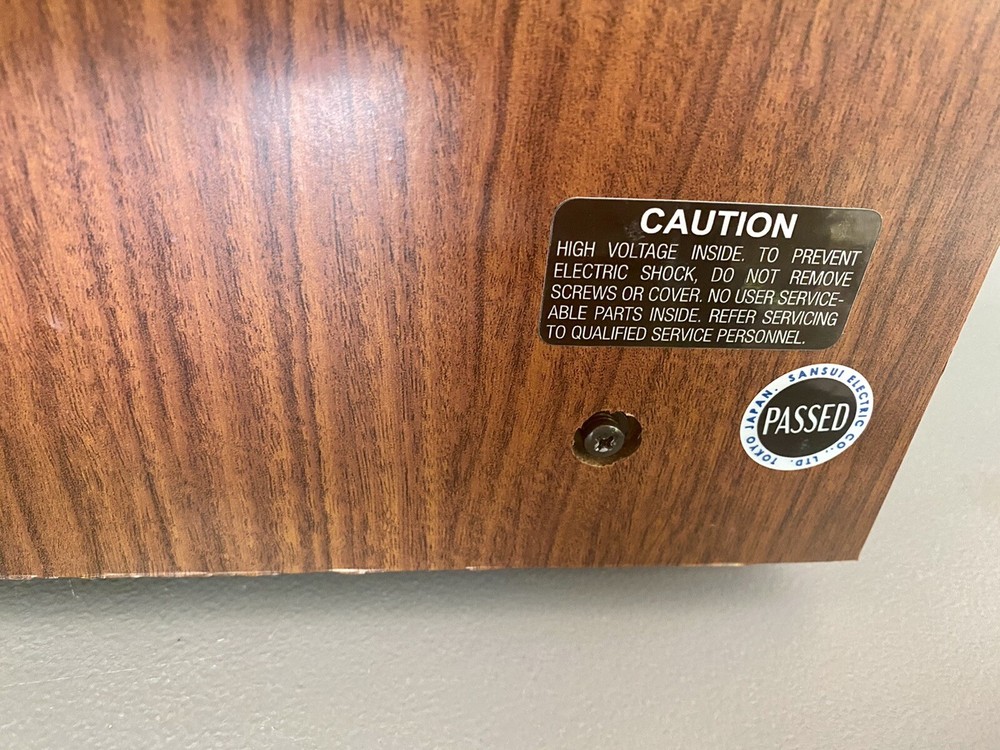 CAUTION
HIGH VOLTAGE INSIDE. TO PREVENT
ELECTRIC SHOCK, DO NOT REMOVE
SCREWS OR COVER. NO USER SERVICE-
ABLE PARTS INSIDE. REFER SERVICING
TO QUALIFIED SERVICE PERSONNEL.
SANSUI ELECTRIC CO., LTD. TOKYO JAPAN.
PASSED